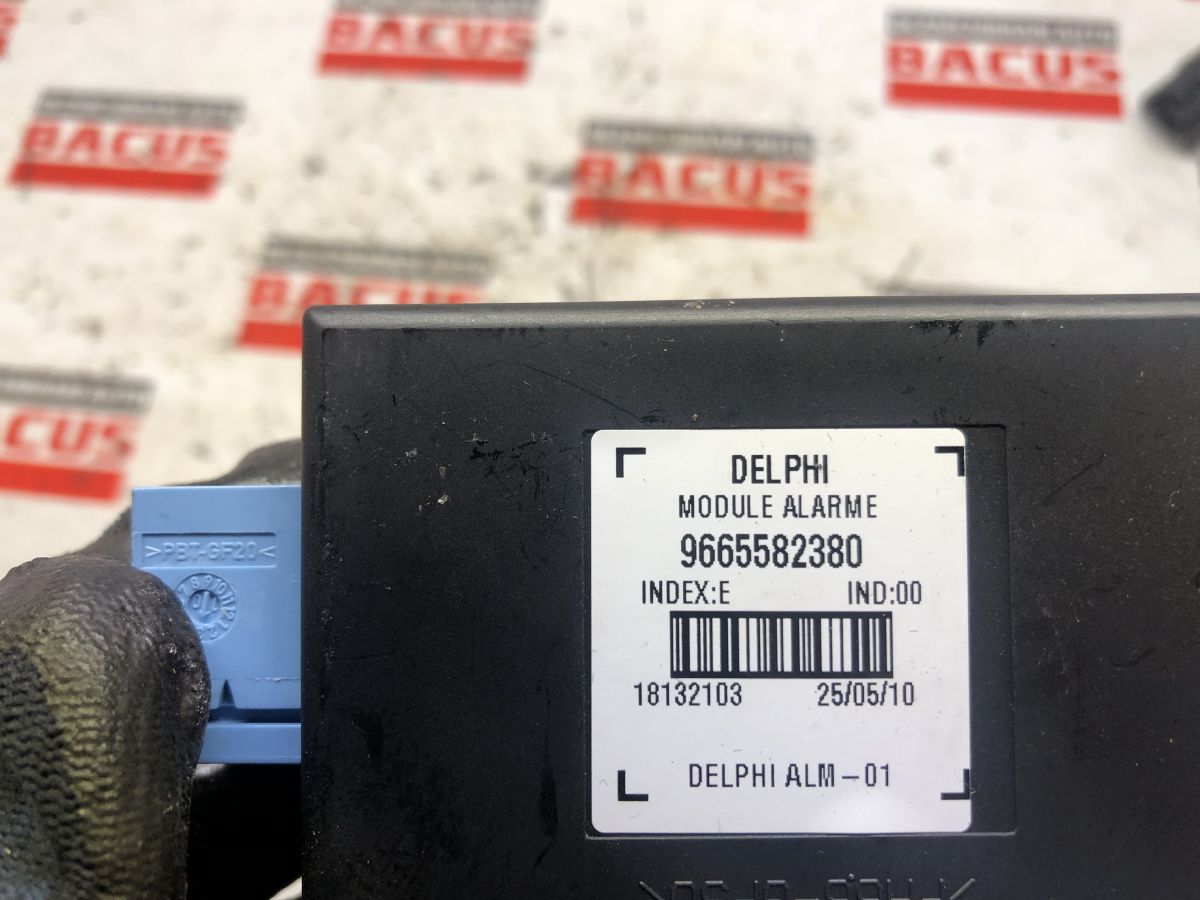 BACUS
BACUS
BACUS
BACUS
BACUS
DELPHI
MODULE ALARME
9665582380
INDEX:E IND:00
18132103 25/05/10
DELPHI ALM-01
>PBT-GF20<